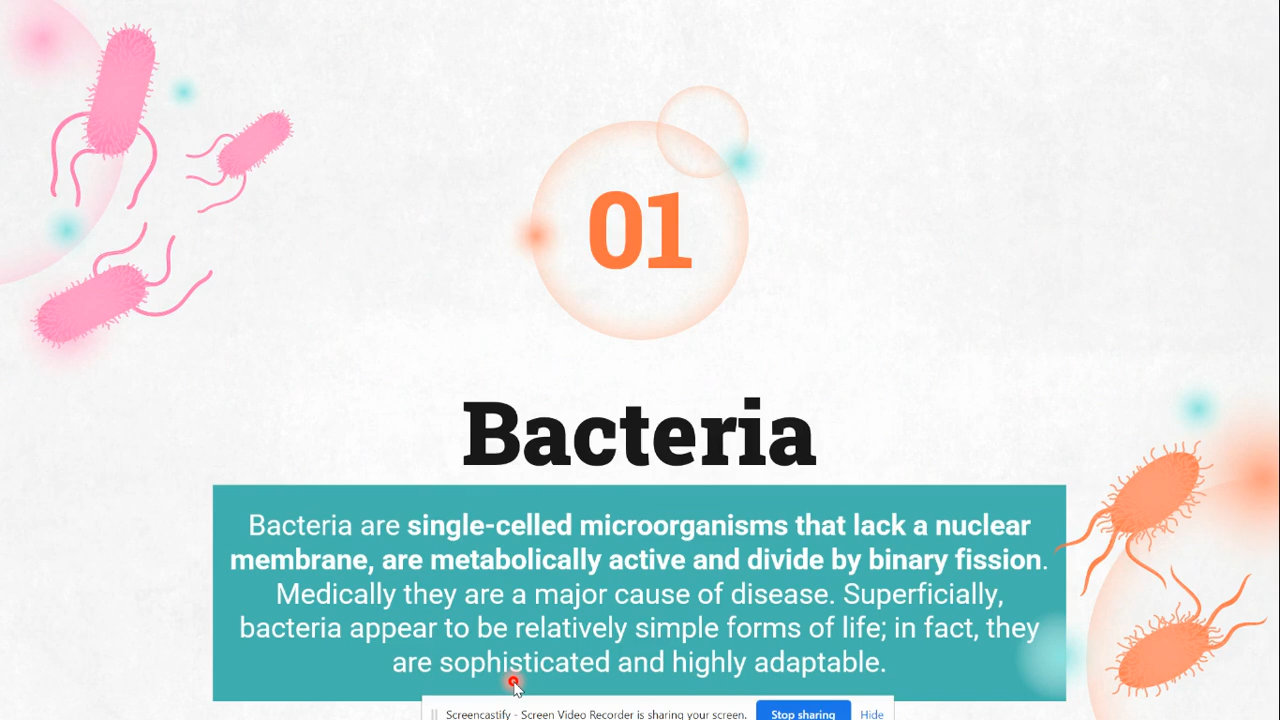 01
Bacteria
Bacteria are single-celled microorganisms that lack a nuclear
membrane, are metabolically active and divide by binary fission.
Medically they are a major cause of disease. Superficially,
bacteria appear to be relatively simple forms of life; in fact, they
are sophisticated and highly adaptable.
Screencastify - Screen Video Recorder is sharing your screen. Stop sharing Hide